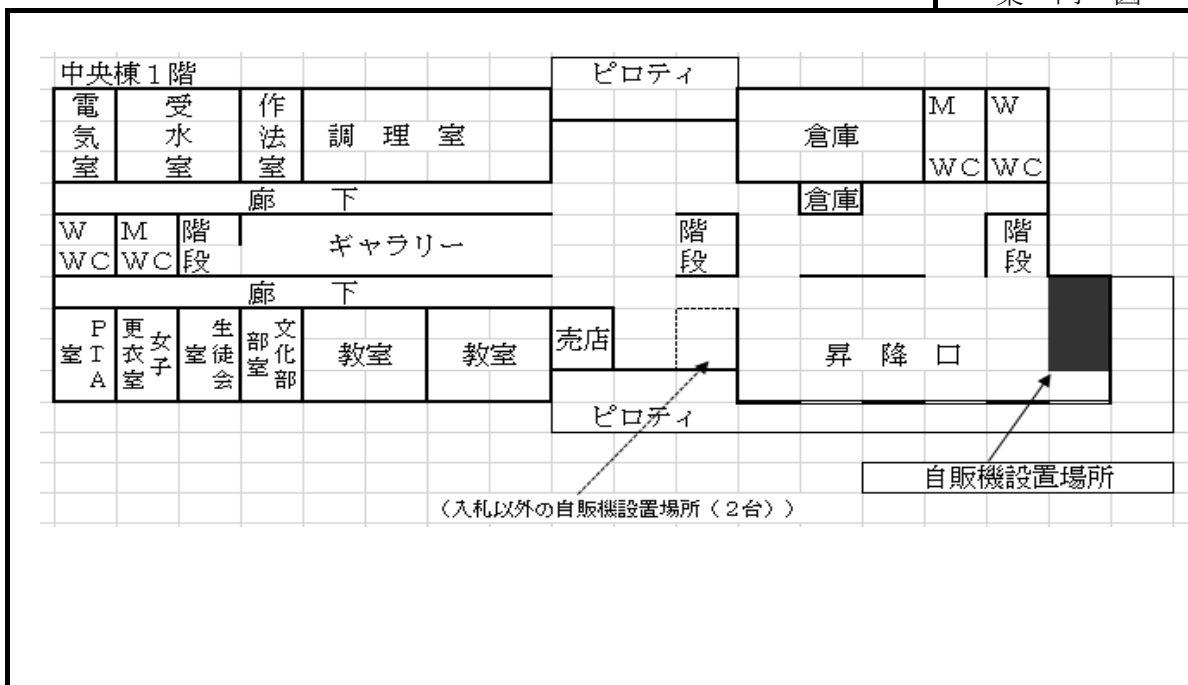 案内図
中央棟1階
ピロティ
電気室
受水室
作法室
調理室
倉庫
M WC
W WC
廊下
倉庫
W WC
M WC
階段
ギャラリー
階段
階段
廊下
PTA室
女子更衣室
生徒会室
文化部部室
教室
教室
売店
昇降口
ピロティ
自販機設置場所
(入札以外の自販機設置場所(2台))